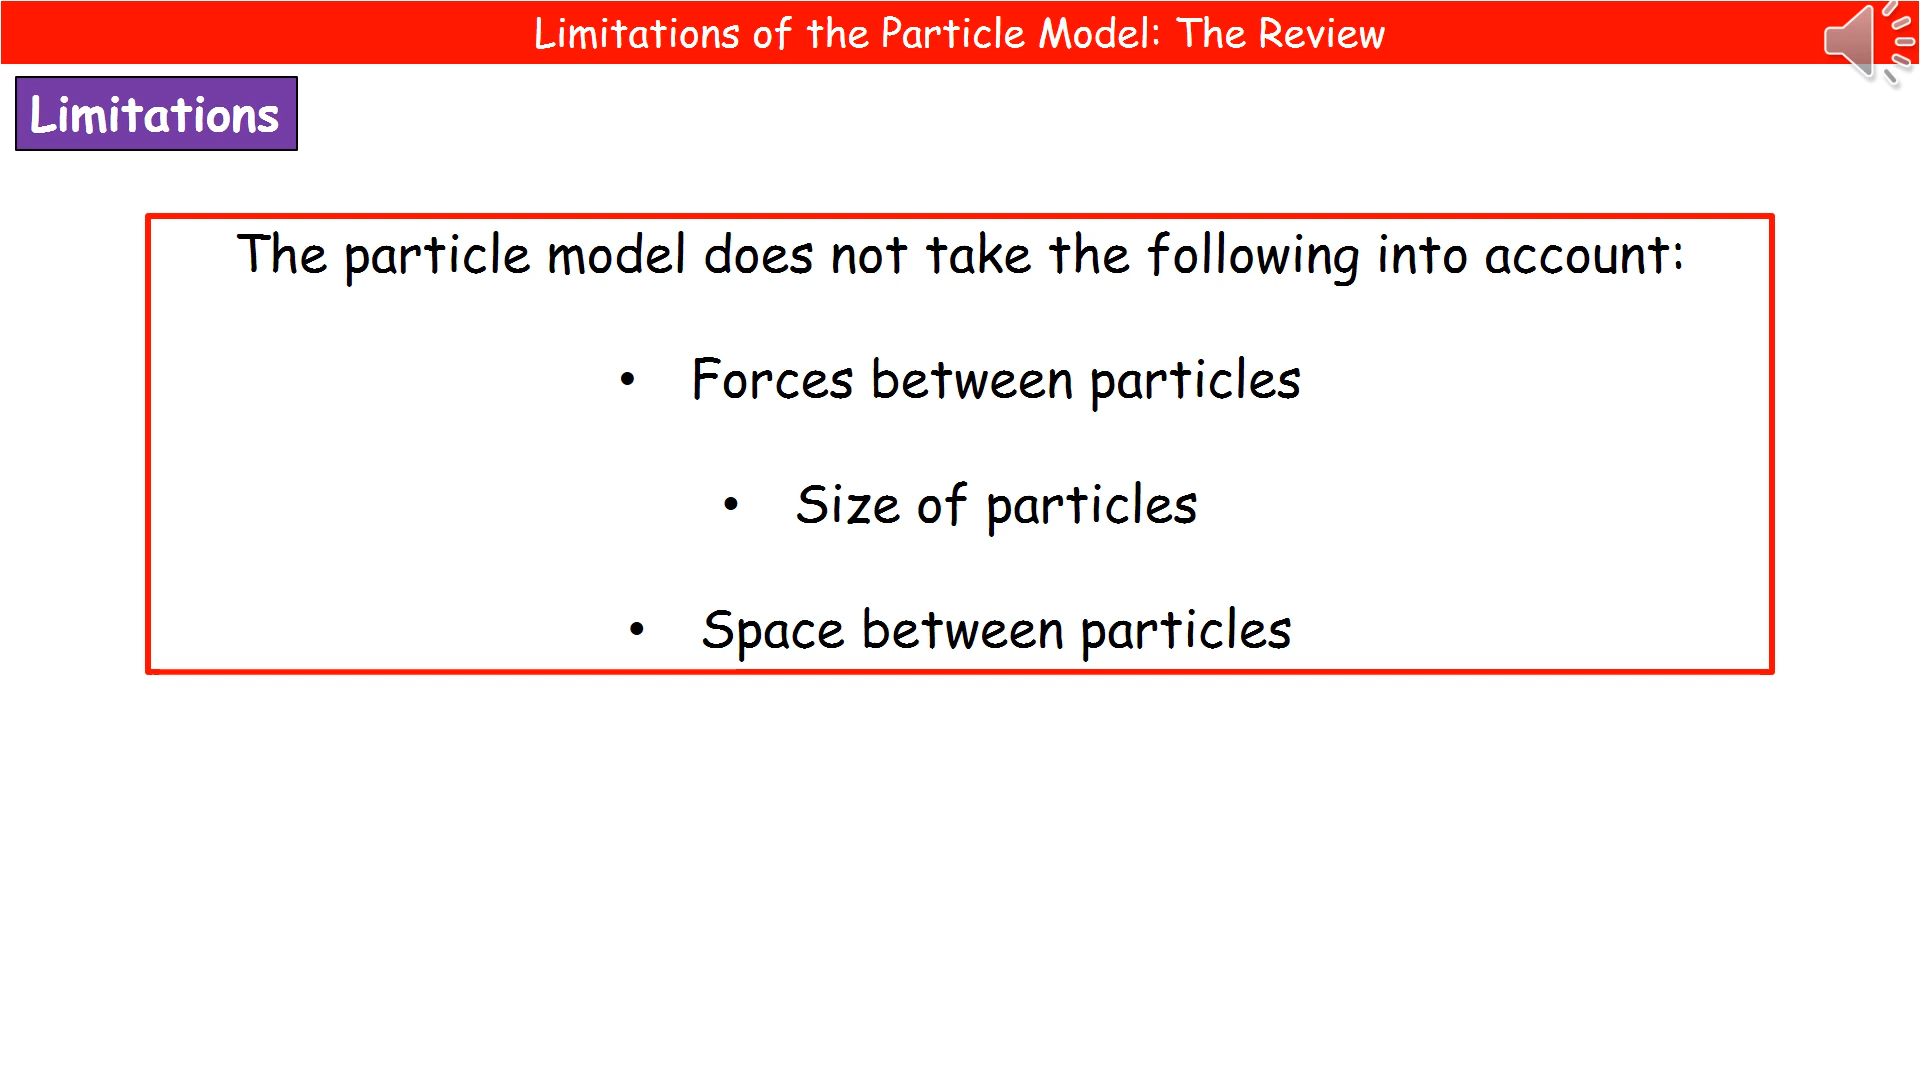 Limitations of the Particle Model: The Review
Limitations
The particle model does not take the following into account:
• Forces between particles
• Size of particles
• Space between particles